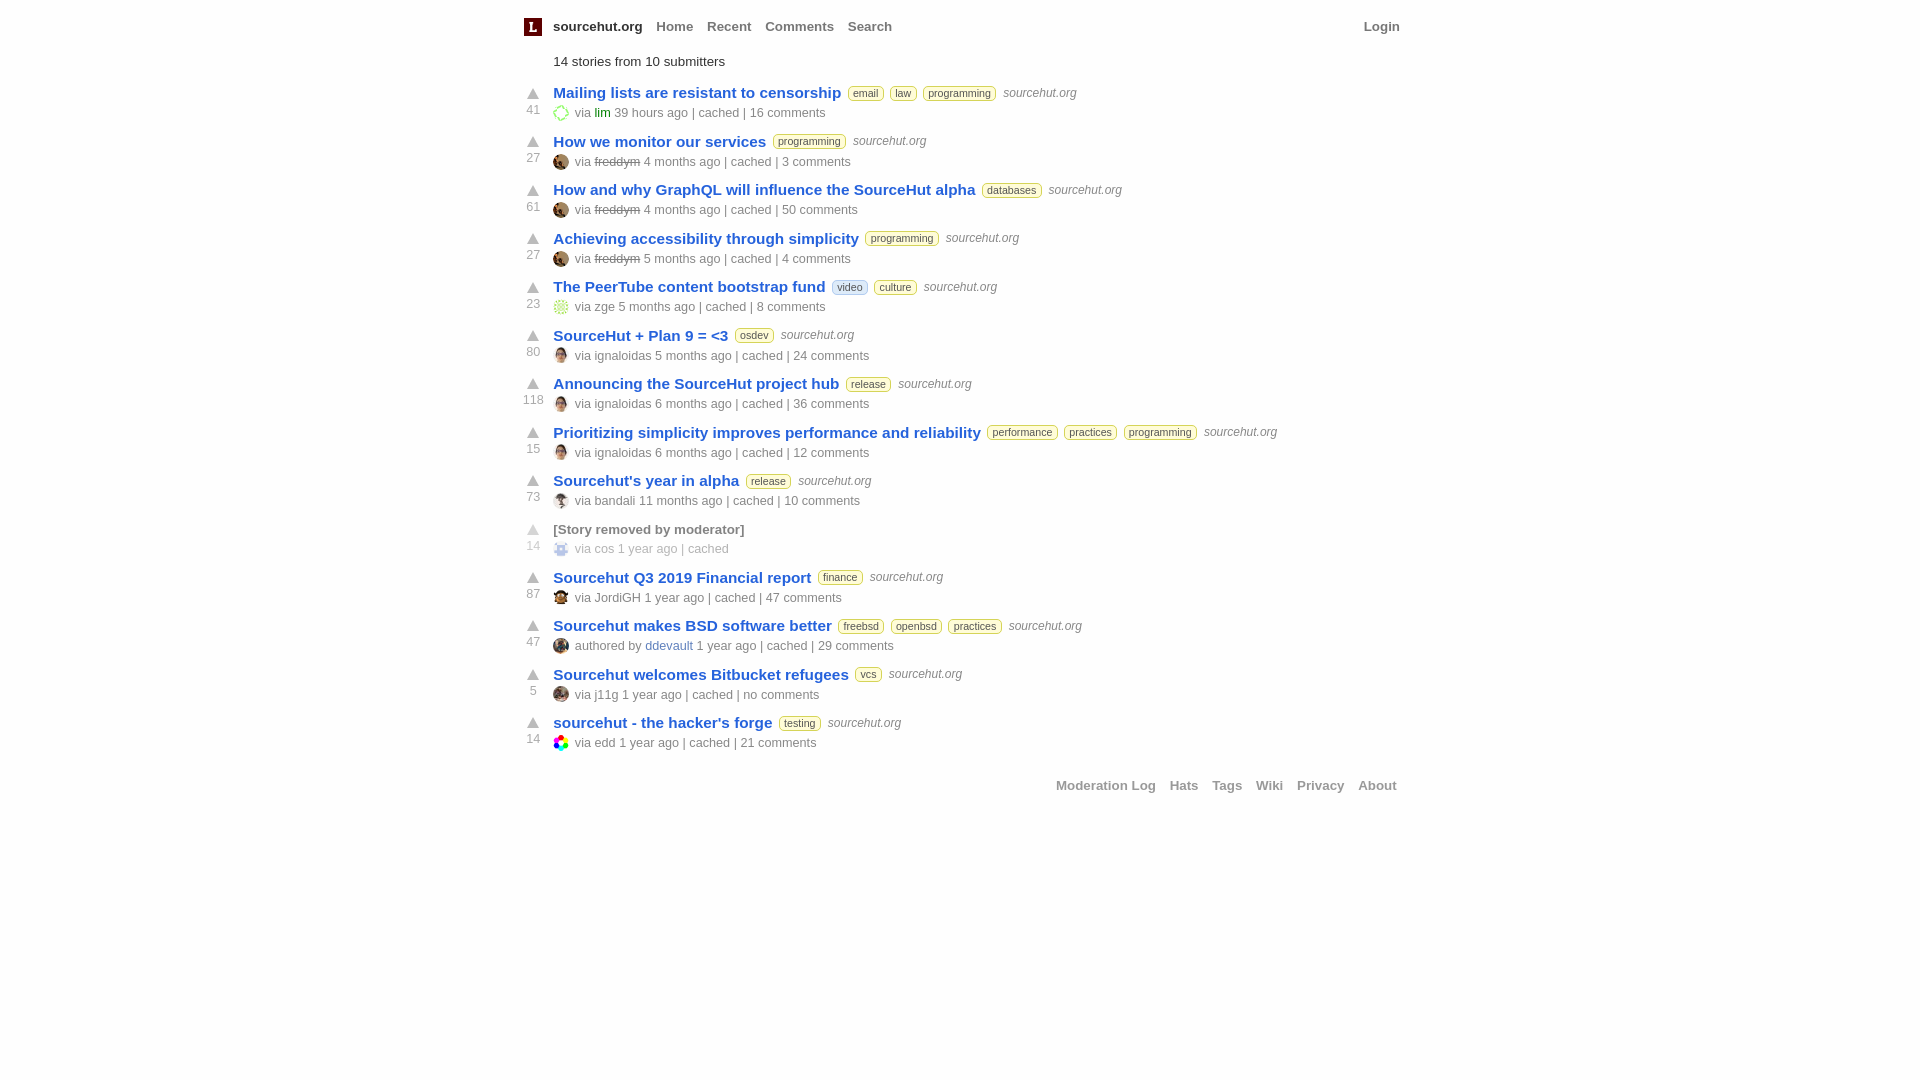 L sourcehut.org Home Recent Comments Search Login
14 stories from 10 submitters
Mailing lists are resistant to censorship email law programming sourcehut.org
41 via lim 39 hours ago | cached | 16 comments
How we monitor our services programming sourcehut.org
27 via freddym 4 months ago | cached | 3 comments
How and why GraphQL will influence the SourceHut alpha databases sourcehut.org
61 via freddym 4 months ago | cached | 50 comments
Achieving accessibility through simplicity programming sourcehut.org
27 via freddym 5 months ago | cached | 4 comments
The PeerTube content bootstrap fund video culture sourcehut.org
23 via zge 5 months ago | cached | 8 comments
SourceHut + Plan 9 = <3 osdev sourcehut.org
80 via ignaloidas 5 months ago | cached | 24 comments
Announcing the SourceHut project hub release sourcehut.org
118 via ignaloidas 6 months ago | cached | 36 comments
Prioritizing simplicity improves performance and reliability performance practices programming sourcehut.org
15 via ignaloidas 6 months ago | cached | 12 comments
Sourcehut's year in alpha release sourcehut.org
73 via bandali 11 months ago | cached | 10 comments
[Story removed by moderator]
14 via cos 1 year ago | cached
Sourcehut Q3 2019 Financial report finance sourcehut.org
87 via JordiGH 1 year ago | cached | 47 comments
Sourcehut makes BSD software better freebsd openbsd practices sourcehut.org
47 authored by ddevault 1 year ago | cached | 29 comments
Sourcehut welcomes Bitbucket refugees vcs sourcehut.org
5 via j11g 1 year ago | cached | no comments
sourcehut - the hacker's forge testing sourcehut.org
14 via edd 1 year ago | cached | 21 comments
Moderation Log Hats Tags Wiki Privacy About